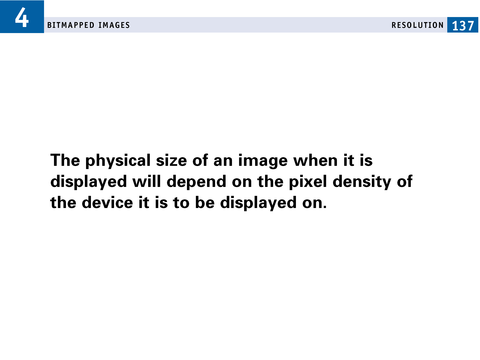 4
BITMAPPED IMAGES
RESOLUTION 137
The physical size of an image when it is
displayed will depend on the pixel density of
the device it is to be displayed on.